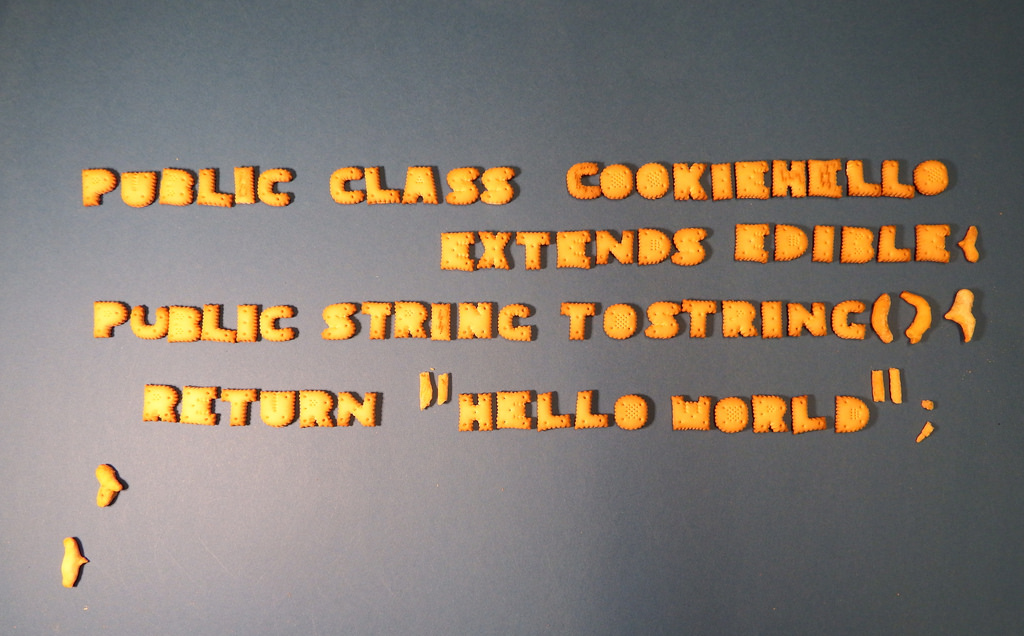 PUBLIC CLASS COOKIEHELLO
EXTENDS EDIBLE{
PUBLIC STRING TOSTRING(){
RETURN "HELLO WORLD";
}
}